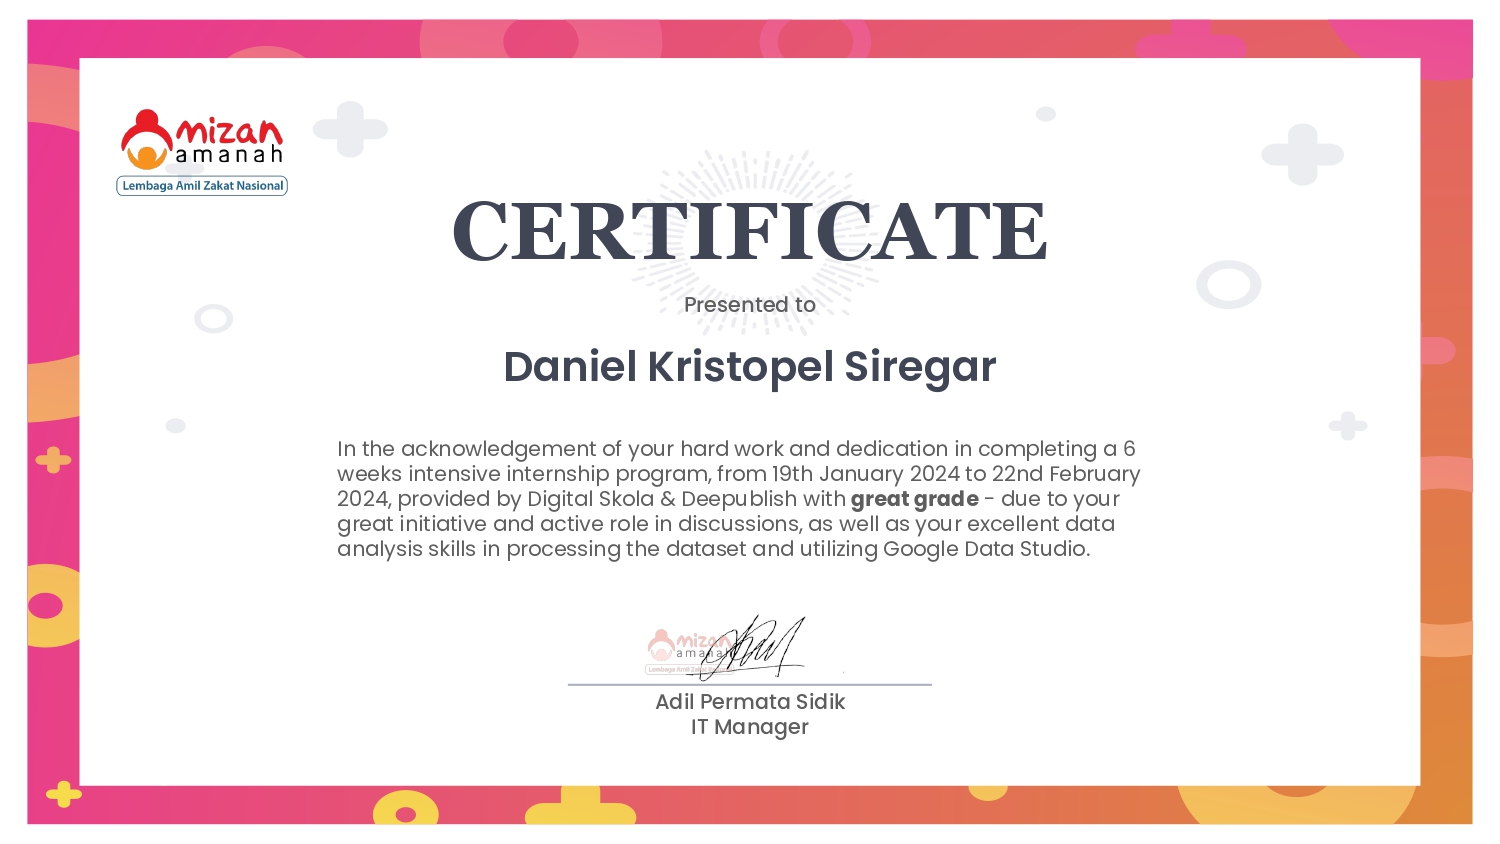 mizan
amanah
Lembaga Amil Zakat Nasional
CERTIFICATE
Presented to
Daniel Kristopel Siregar
In the acknowledgement of your hard work and dedication in completing a 6
weeks intensive internship program, from 19th January 2024 to 22nd February
2024, provided by Digital Skola & Deepublish with great grade - due to your
great initiative and active role in discussions, as well as your excellent data
analysis skills in processing the dataset and utilizing Google Data Studio.
mizan
amanah
Lembaga Amil Zakat
Adil Permata Sidik
IT Manager